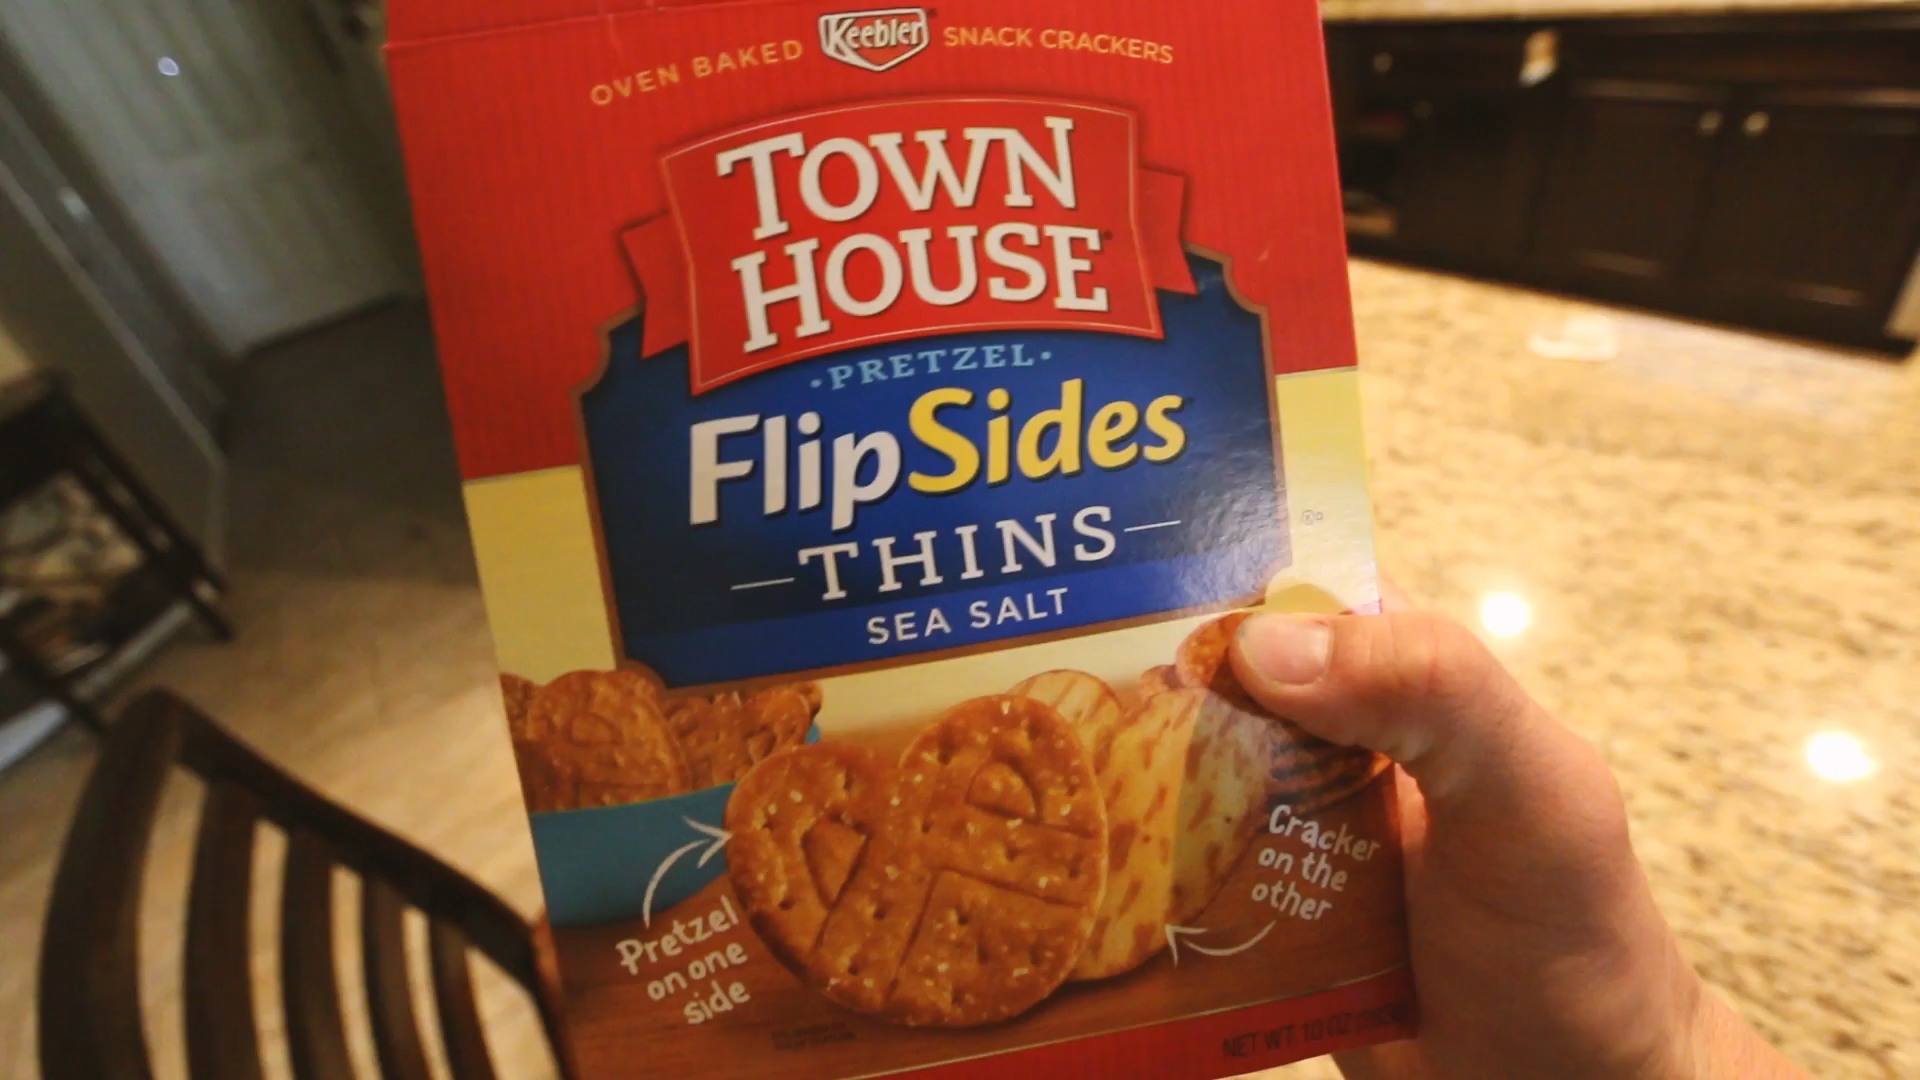 OVEN BAKED Keebler SNACK CRACKERS
TOWN
HOUSE
PRETZEL
FlipSides
THINS
SEA SALT
Pretzel
on one
side
Cracker
on the
other
NET WT 10 OZ